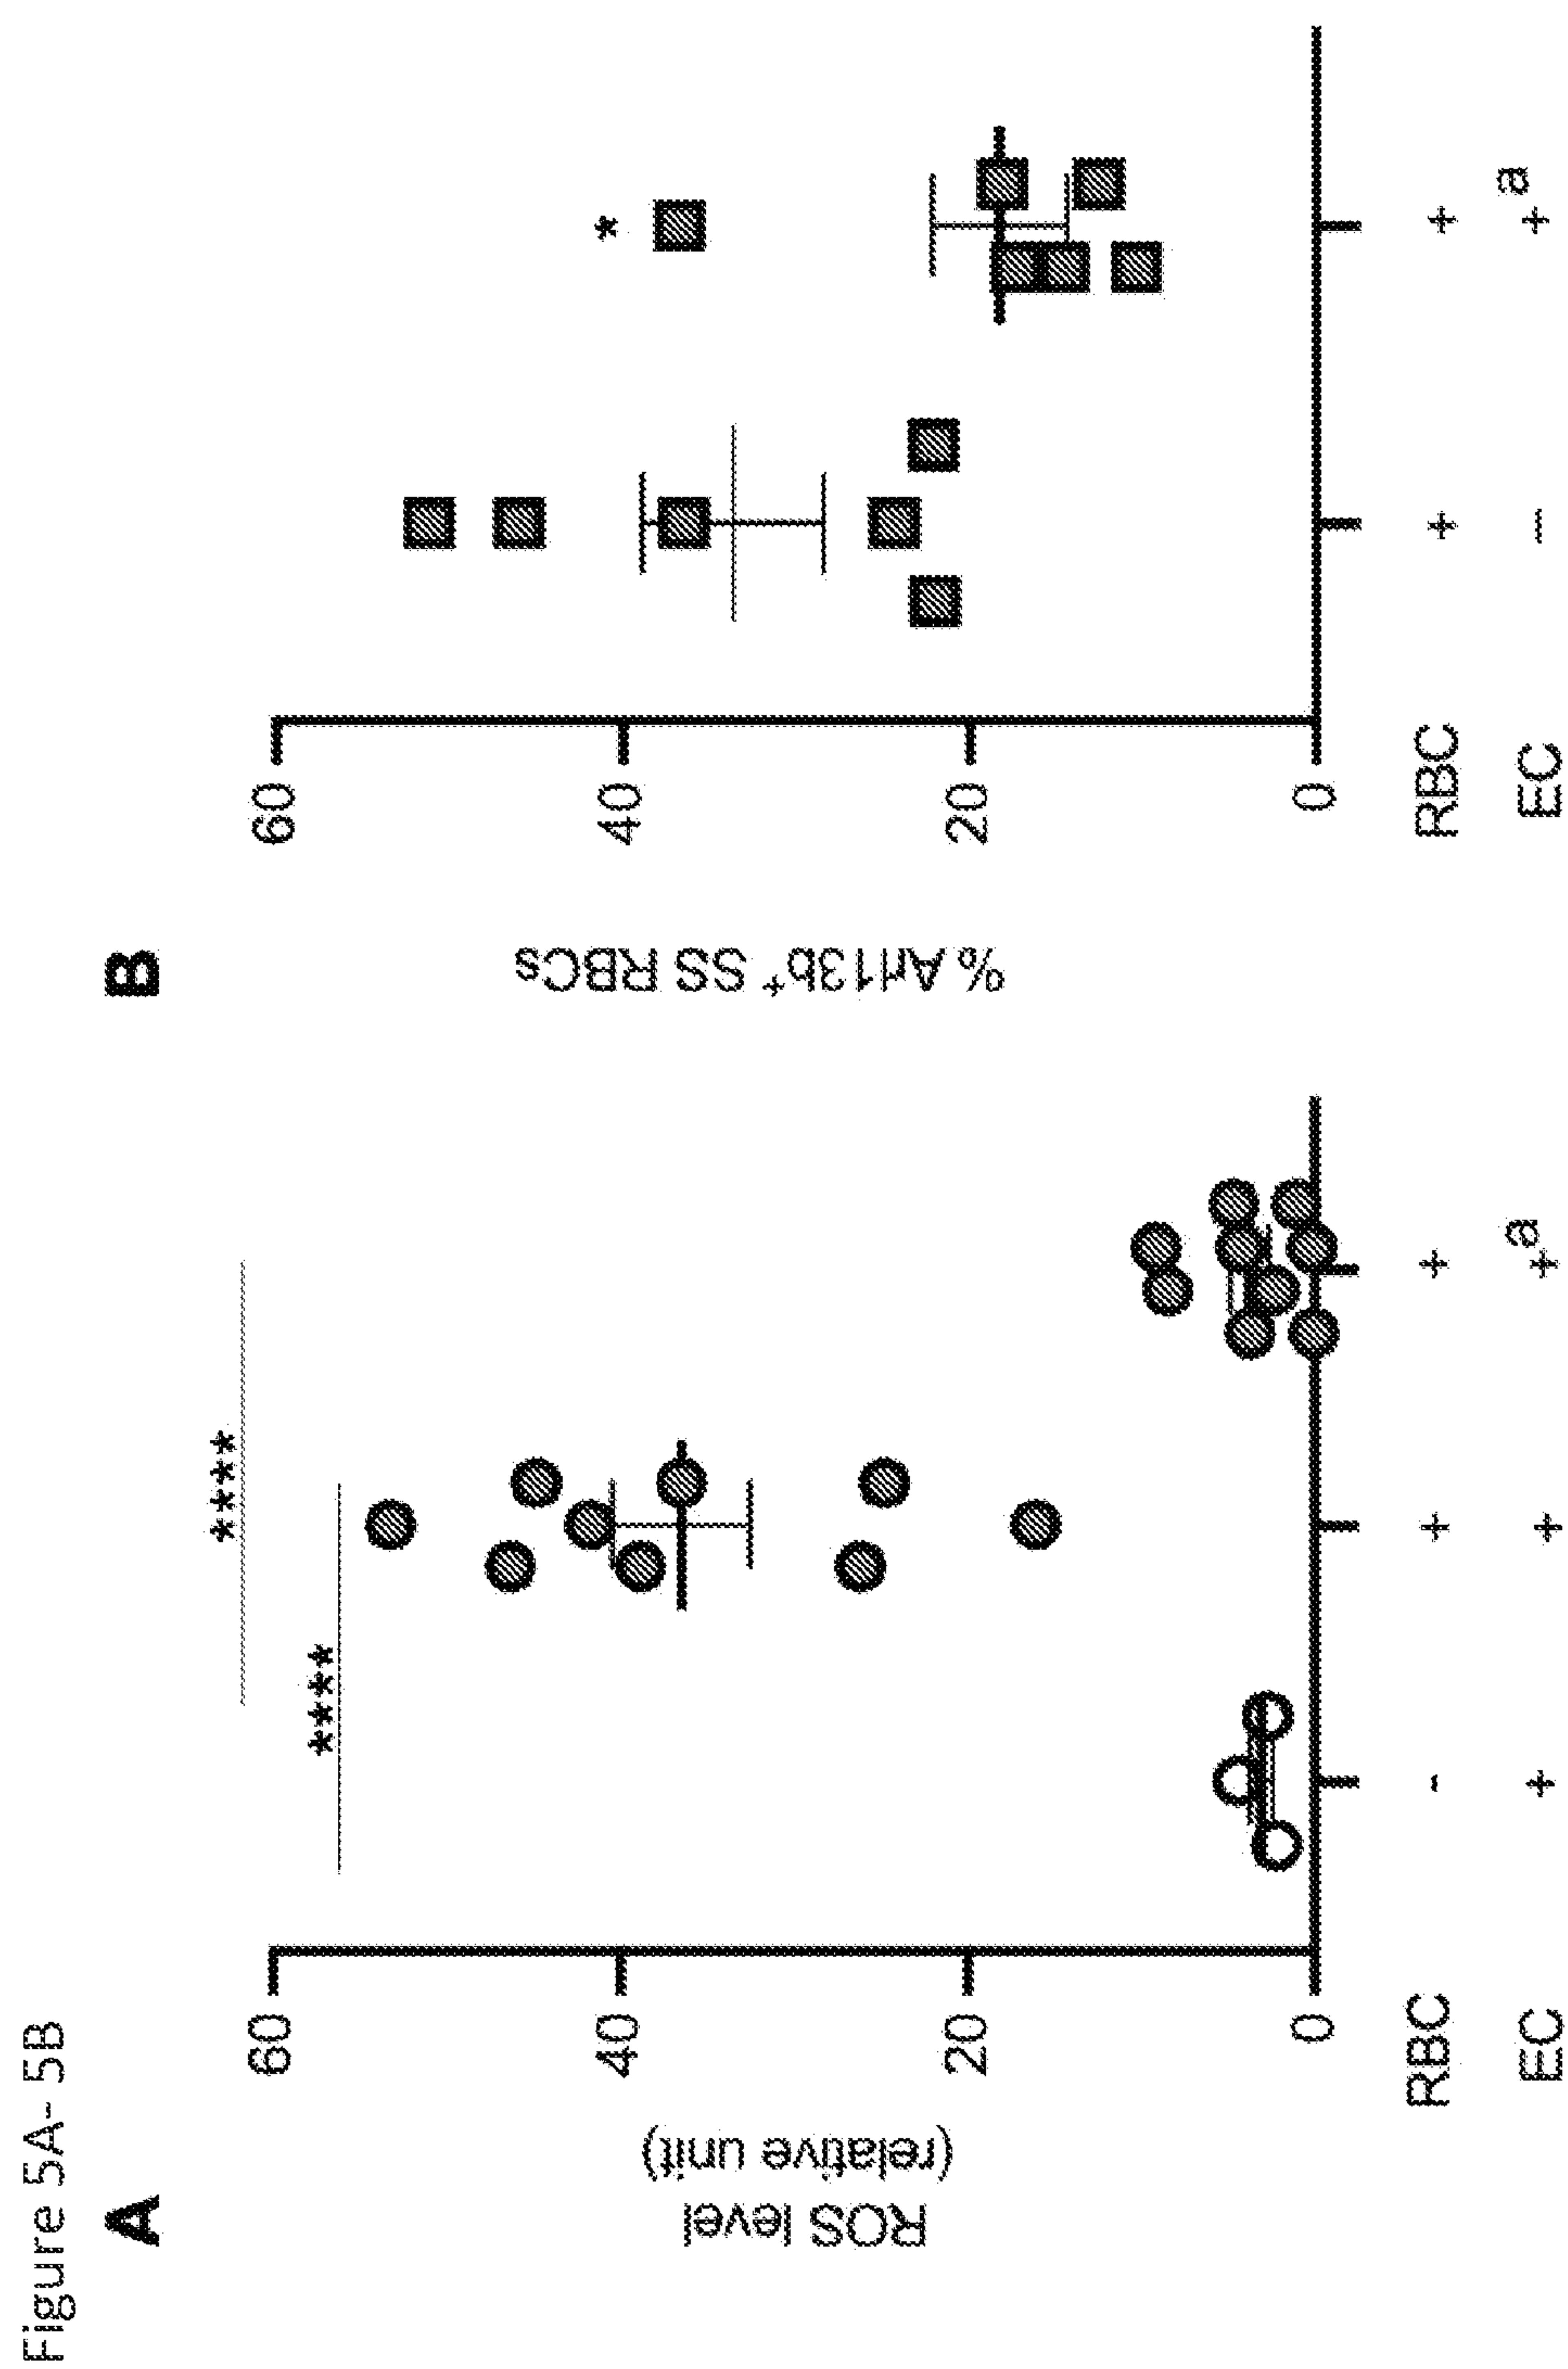 Figure 5A- 5B
A
ROS level
(relative unit)
60
40
20
0
****
****
RBC - + +
EC + + +a
B
% Arl13b+ SS RBCs
60
40
20
0
*
RBC + +
EC – +a